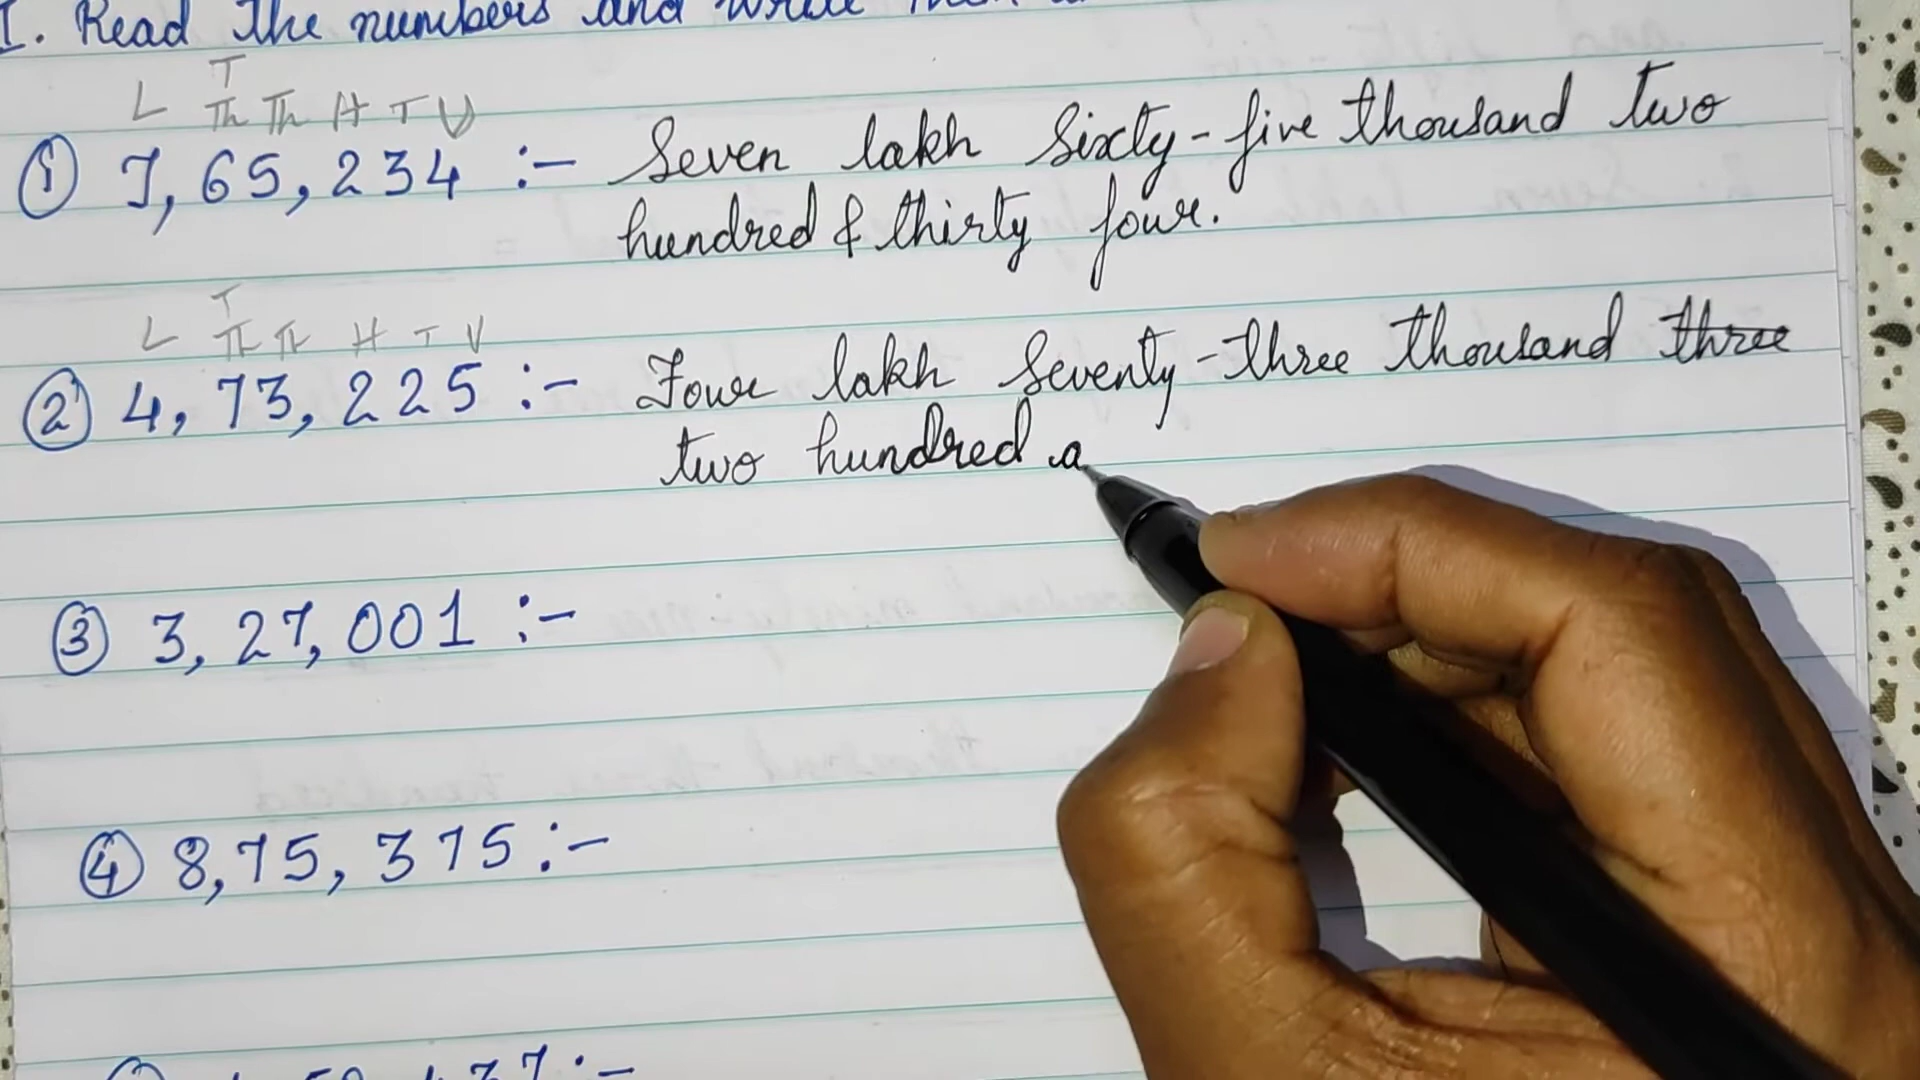 I. Read the numbers and write them
T
L Th Th H T U
① 7,65,234 :- Seven lakh Sixty-five thousand two
hundred & thirty four.
T
L Th Th H T U
② 4,73,225 :- Four lakh Seventy-three thousand three
two hundred a
③ 3,27,001 :-
④ 8,75,375 :-